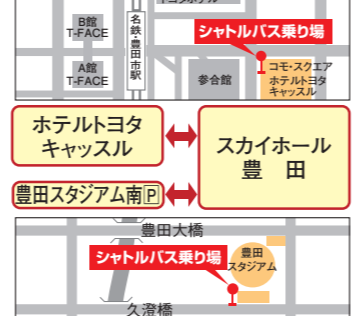 トヨタホテル
B館
T-FACE
名鉄・豊田市駅
シャトルバス乗り場
A館
T-FACE
参合館
コモ・スクエア
ホテルトヨタ
キャッスル
ホテルトヨタ
キャッスル
スカイホール
豊 田
豊田スタジアム南P
豊田大橋
シャトルバス乗り場
豊田
スタジアム
久澄橋